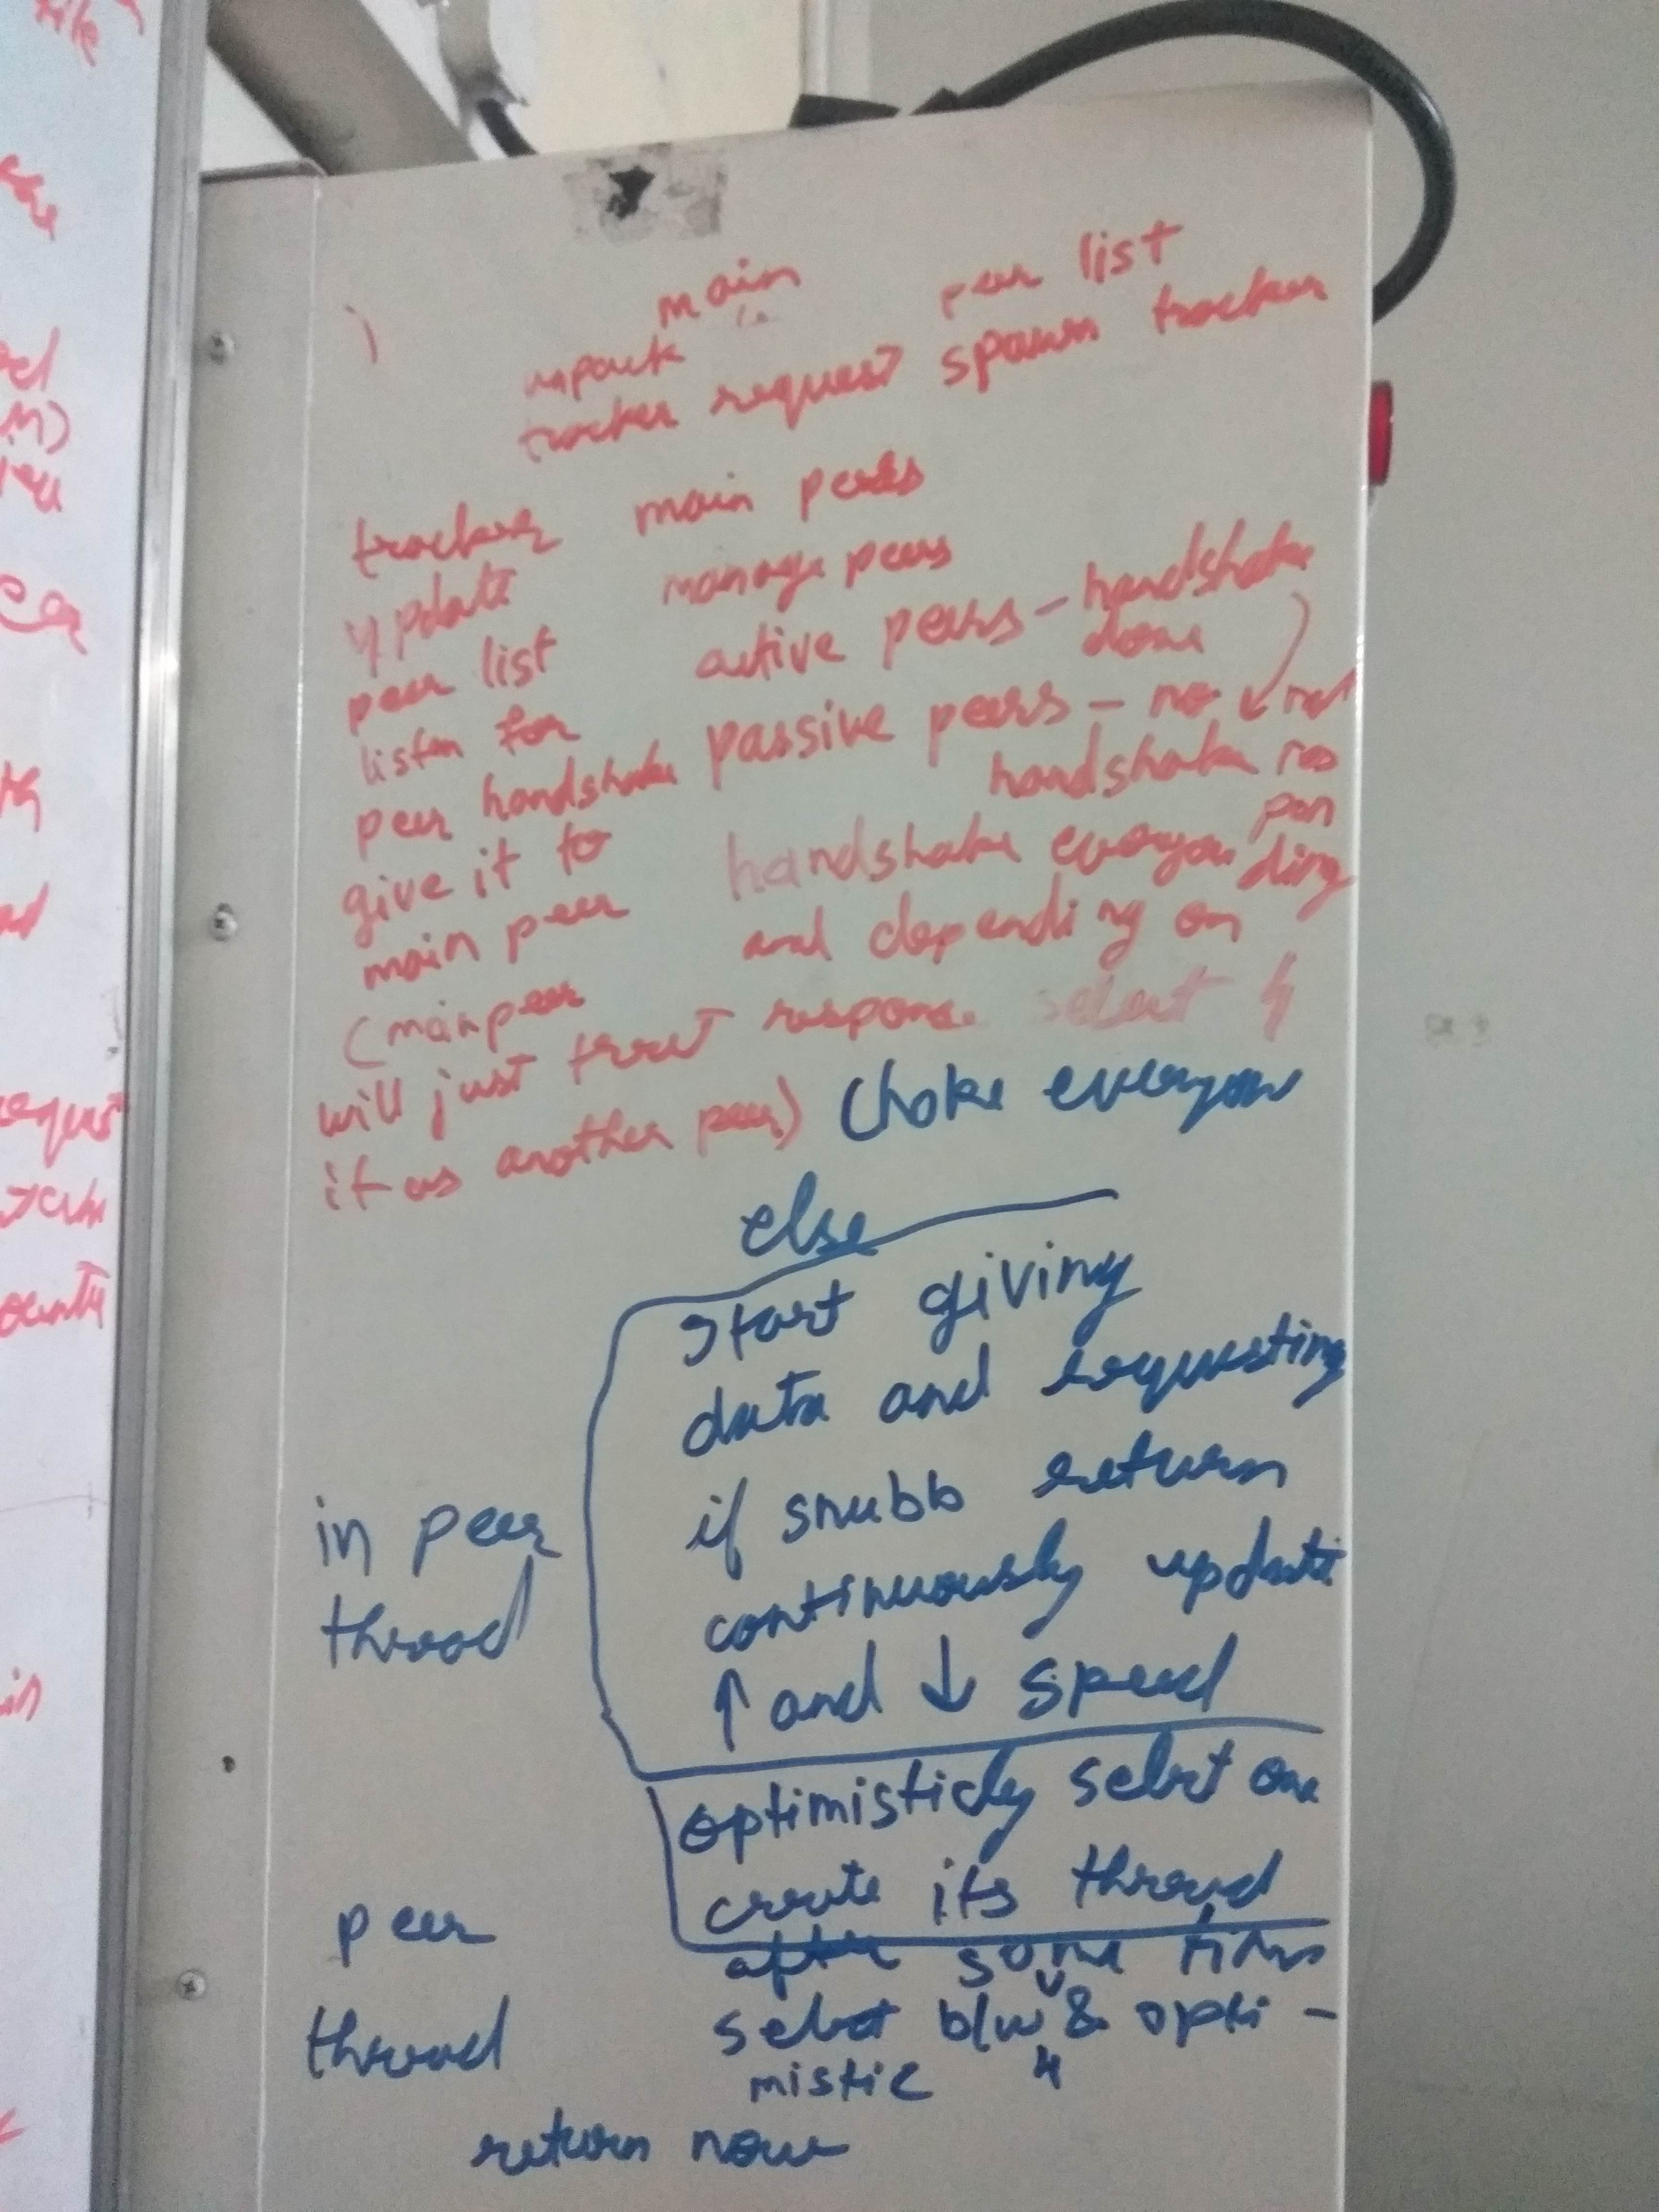 main
peer list
unpack
tracker request spawn tracker
tracker
update
peer list
listen for
peer handshake
give it to
main peer
(main peer
will just treat
it as another peer)
main peers
manage peers
active peers - handshake
done
passive peers - no ↙ not
handshake res
pon
ding
handshake everyone
and depending on
response select 4
choke everyone
else
start giving
data and requesting
if snubb return
continuously update
↑ and ↓ speed
in peer
thread
optimisticly select one
create its thread
peer
thread
after some time
select b/w 4 & opti-
mistic
return now
in